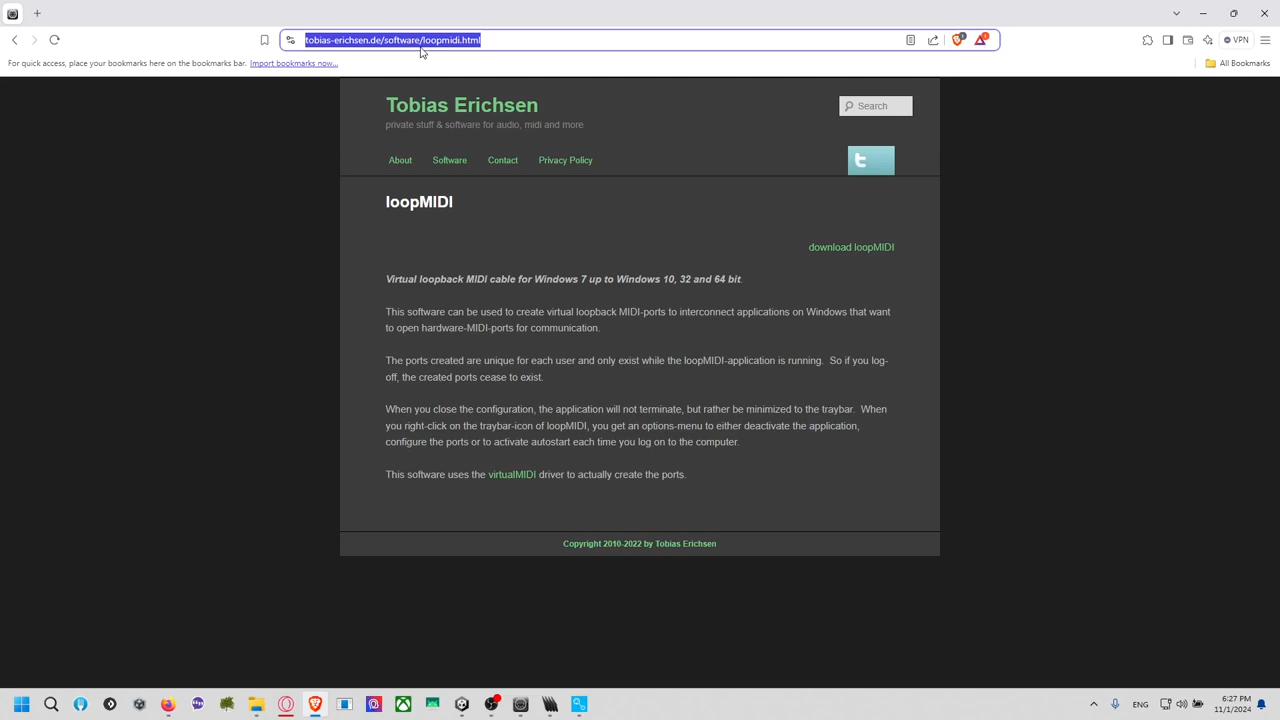 tobias-erichsen.de/software/loopmidi.html
VPN
For quick access, place your bookmarks here on the bookmarks bar. Import bookmarks now...
All Bookmarks
Tobias Erichsen
private stuff & software for audio, midi and more
Search
About Software Contact Privacy Policy
loopMIDI
download loopMIDI
Virtual loopback MIDI cable for Windows 7 up to Windows 10, 32 and 64 bit.
This software can be used to create virtual loopback MIDI-ports to interconnect applications on Windows that want
to open hardware-MIDI-ports for communication.
The ports created are unique for each user and only exist while the loopMIDI-application is running. So if you log-
off, the created ports cease to exist.
When you close the configuration, the application will not terminate, but rather be minimized to the traybar. When
you right-click on the traybar-icon of loopMIDI, you get an options-menu to either deactivate the application,
configure the ports or to activate autostart each time you log on to the computer.
This software uses the virtualMIDI driver to actually create the ports.
Copyright 2010-2022 by Tobias Erichsen
6:27 PM
11/1/2024